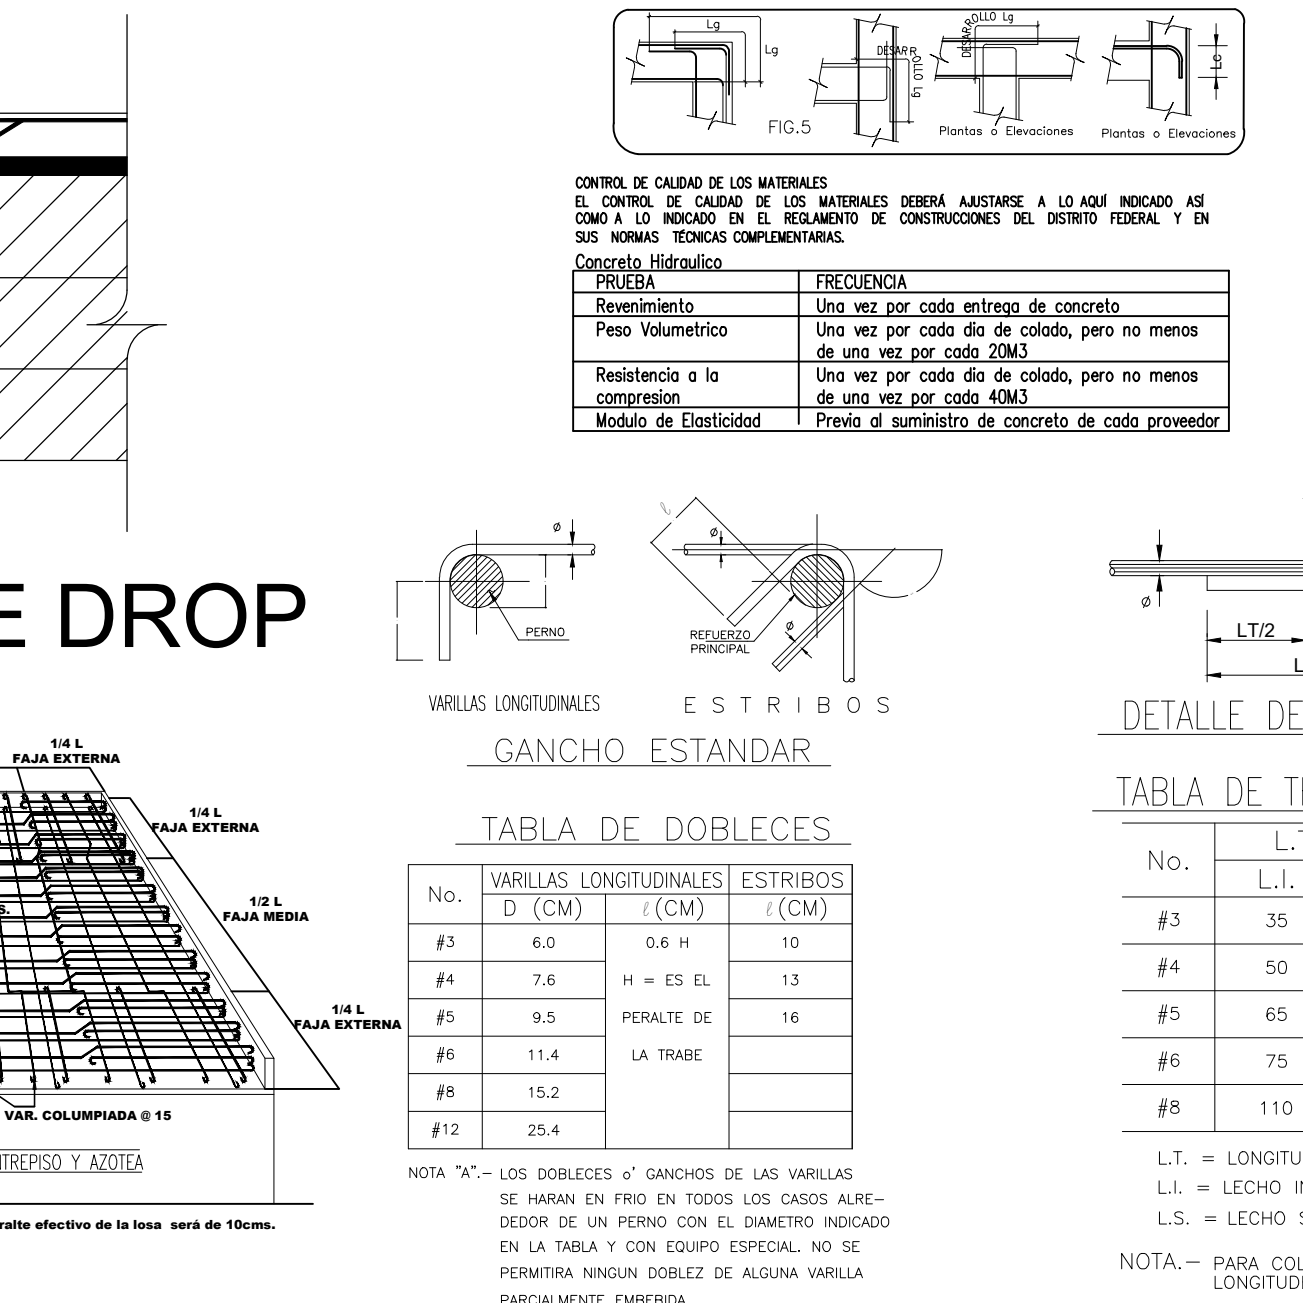 Lg
Lg
DESARROLLO Lg
DESARROLLO Lg
Lc
FIG.5
Plantas o Elevaciones
Plantas o Elevaciones
CONTROL DE CALIDAD DE LOS MATERIALES
EL CONTROL DE CALIDAD DE LOS MATERIALES DEBERÁ AJUSTARSE A LO AQUÍ INDICADO ASÍ
COMO A LO INDICADO EN EL REGLAMENTO DE CONSTRUCCIONES DEL DISTRITO FEDERAL Y EN
SUS NORMAS TÉCNICAS COMPLEMENTARIAS.
Concreto Hidraulico
PRUEBA FRECUENCIA
Revenimiento Una vez por cada entrega de concreto
Peso Volumetrico Una vez por cada dia de colado, pero no menos
de una vez por cada 20M3
Resistencia a la Una vez por cada dia de colado, pero no menos
compresion de una vez por cada 40M3
Modulo de Elasticidad Previa al suministro de concreto de cada proveedor
E DROP
ø
PERNO
VARILLAS LONGITUDINALES
ℓ
ø
ø
REFUERZO
PRINCIPAL
ESTRIBOS
GANCHO ESTANDAR
ø
LT/2
L
DETALLE DE
1/4 L
FAJA EXTERNA
1/4 L
FAJA EXTERNA
1/2 L
FAJA MEDIA
1/4 L
FAJA EXTERNA
S.
VAR. COLUMPIADA @ 15
TREPISO Y AZOTEA
ralte efectivo de la losa será de 10cms.
TABLA DE DOBLECES
No. VARILLAS LONGITUDINALES ESTRIBOS
D (CM) ℓ(CM) ℓ(CM)
#3 6.0 0.6 H 10
#4 7.6 H = ES EL 13
#5 9.5 PERALTE DE 16
#6 11.4 LA TRABE
#8 15.2
#12 25.4
NOTA "A".- LOS DOBLECES o' GANCHOS DE LAS VARILLAS
SE HARAN EN FRIO EN TODOS LOS CASOS ALRE-
DEDOR DE UN PERNO CON EL DIAMETRO INDICADO
EN LA TABLA Y CON EQUIPO ESPECIAL. NO SE
PERMITIRA NINGUN DOBLEZ DE ALGUNA VARILLA
PARCIALMENTE EMBEBIDA
TABLA DE T
No. L.T
L.I.
#3 35
#4 50
#5 65
#6 75
#8 110
L.T. = LONGITU
L.I. = LECHO IN
L.S. = LECHO S
NOTA.- PARA COL
LONGITUDI